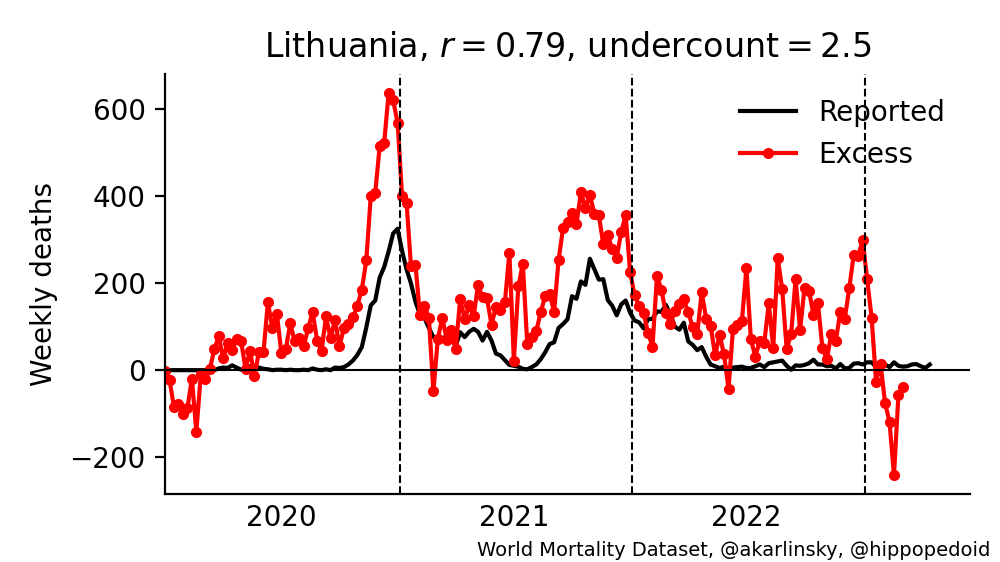 Lithuania, r = 0.79, undercount = 2.5
Weekly deaths
600
400
200
0
−200
Reported
Excess
2020
2021
2022
World Mortality Dataset, @akarlinsky, @hippopedoid